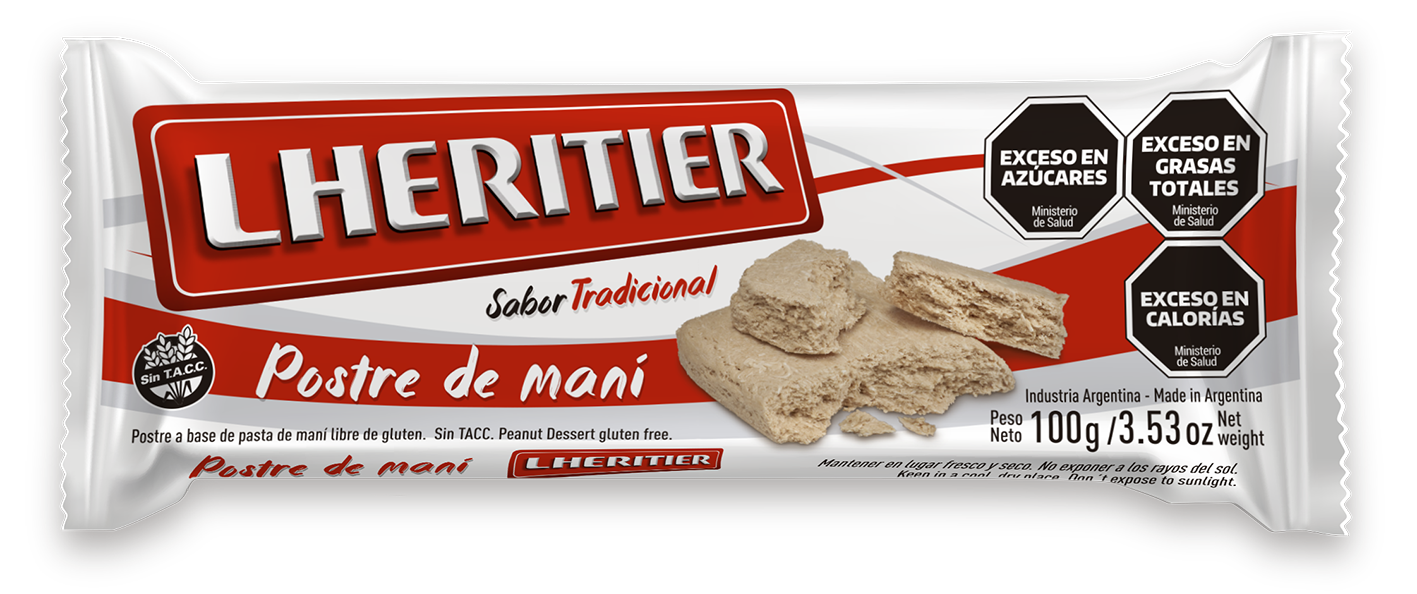 LHERITIER
Sabor Tradicional
Postre de maní
Sin T.A.C.C.
Postre a base de pasta de maní libre de gluten. Sin TACC. Peanut Dessert gluten free.
Postre de maní
LHERITIER
EXCESO EN
AZÚCARES
Ministerio
de Salud
EXCESO EN
GRASAS
TOTALES
Ministerio
de Salud
EXCESO EN
CALORÍAS
Ministerio
de Salud
Industria Argentina - Made in Argentina
Peso
Neto
100g /3.53oz
Net
weight
Mantener en lugar fresco y seco. No exponer a los rayos del sol.
Keep in a cool, dry place. Don´t expose to sunlight.